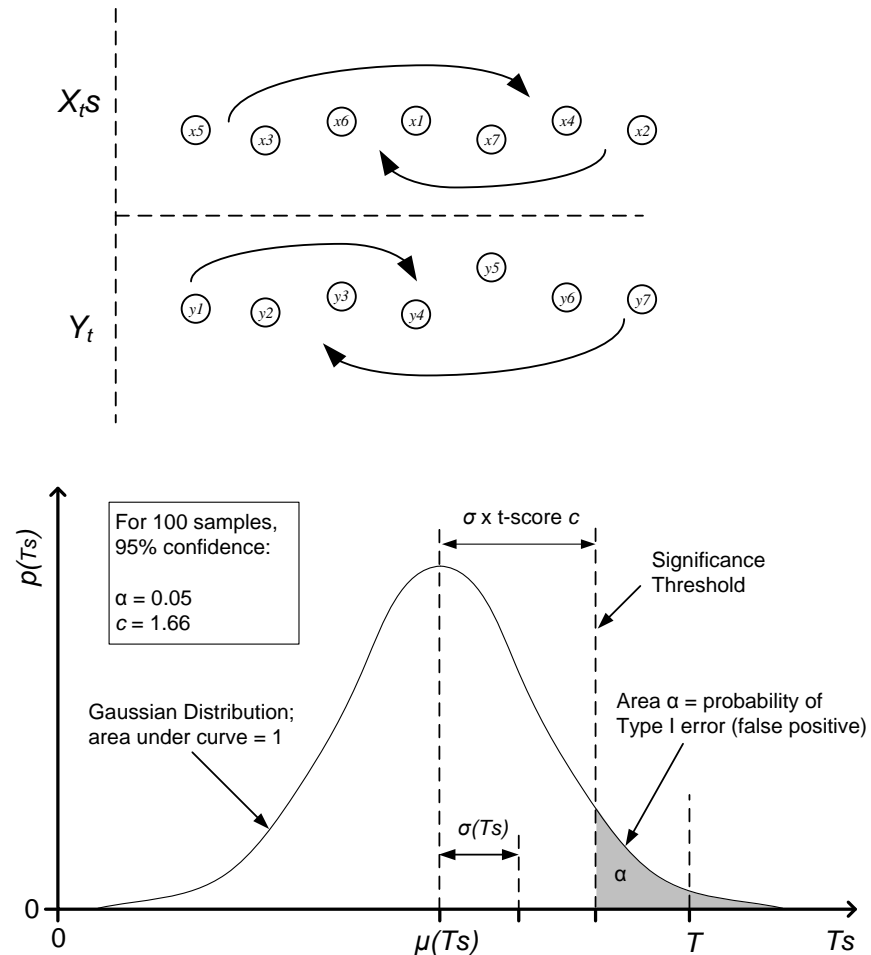 X_t s
x5 x3 x6 x1 x7 x4 x2
Y_t
y1 y2 y3 y4 y5 y6 y7
p(Ts)
For 100 samples,
95% confidence:
α = 0.05
c = 1.66
σ x t-score c
Significance
Threshold
Gaussian Distribution;
area under curve = 1
Area α = probability of
Type I error (false positive)
σ(Ts)
α
0
0
μ(Ts)
T
Ts